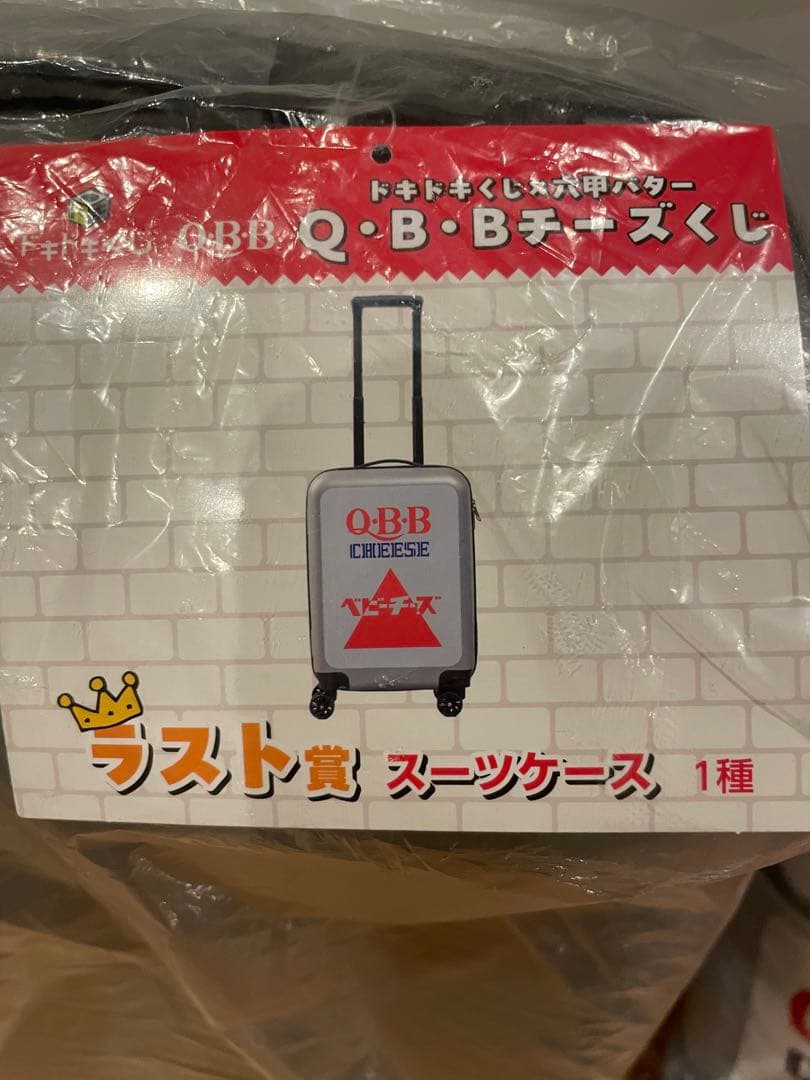 ドキドキくじ×六甲バター
ドキドキくじ Q·B·B Q・B・Bチーズくじ
Q·B·B
CHEESE
ベビーチーズ
ラスト賞 スーツケース 1種